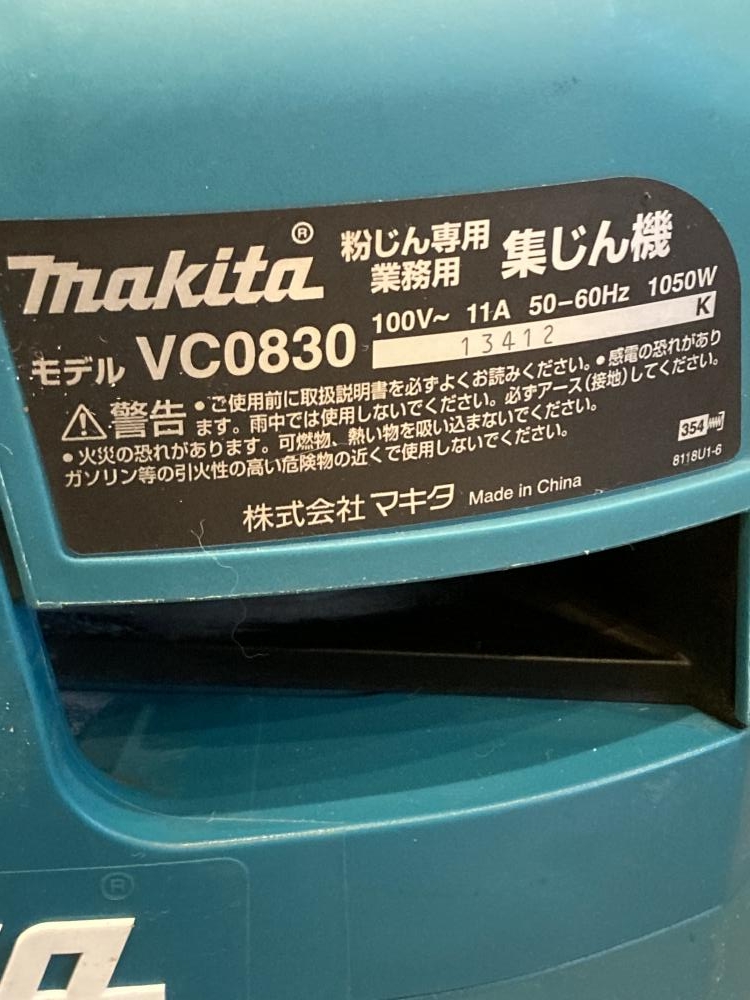 makita®
粉じん専用
業務用
集じん機
モデル VC0830
100V~ 11A 50-60Hz 1050W
13412 K
警告 •ご使用前に取扱説明書を必ずよくお読みください。•感電の恐れがあり
ます。雨中では使用しないでください。必ずアース(接地)してください。
•火災の恐れがあります。可燃物、熱い物を吸い込まないでください。
ガソリン等の引火性の高い危険物の近くで使用しないでください。
354
8118U1-6
株式会社マキタ Made in China
®